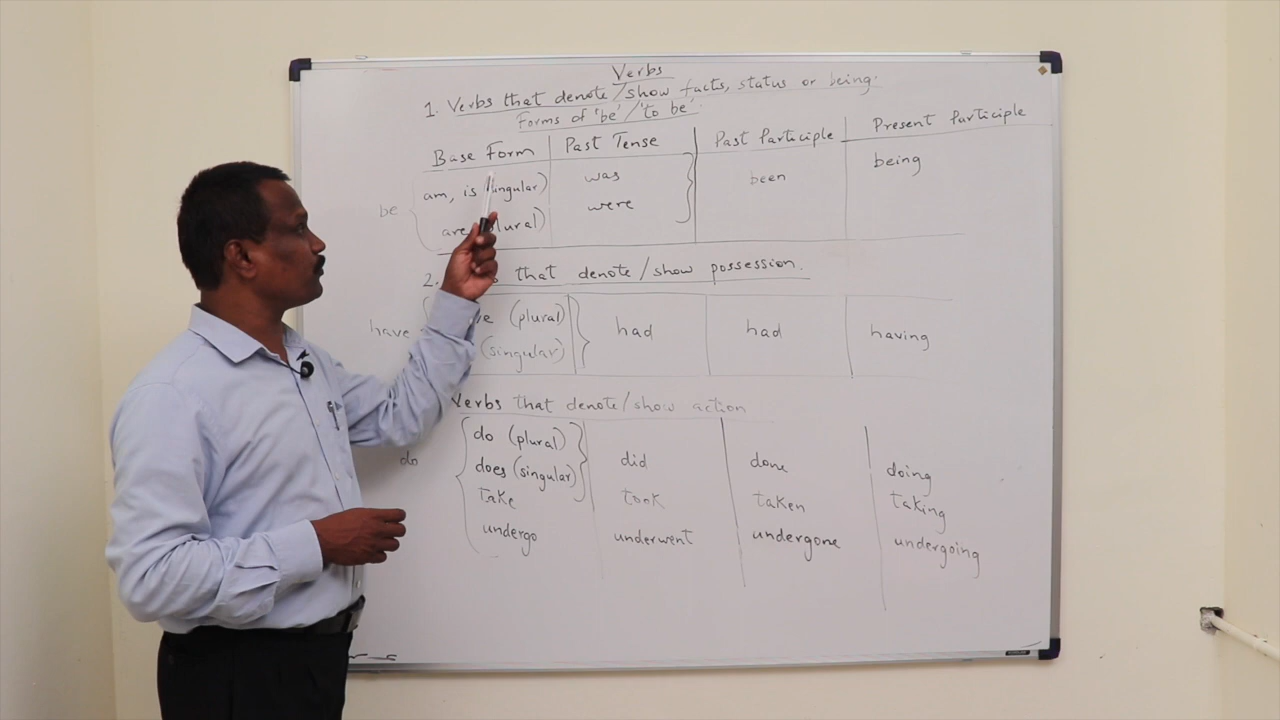 Verbs
1. Verbs that denote/show facts, status or being.
Forms of 'be'/'to be'.
Base Form Past Tense Past Participle Present Participle
am, is was been being
be
are were
2. that denote/show possession.
(plural)
have had had having
(singular)
Verbs that denote/show action
do (plural)
do does (singular) did done doing
take took taken taking
undergo underwent undergone undergoing